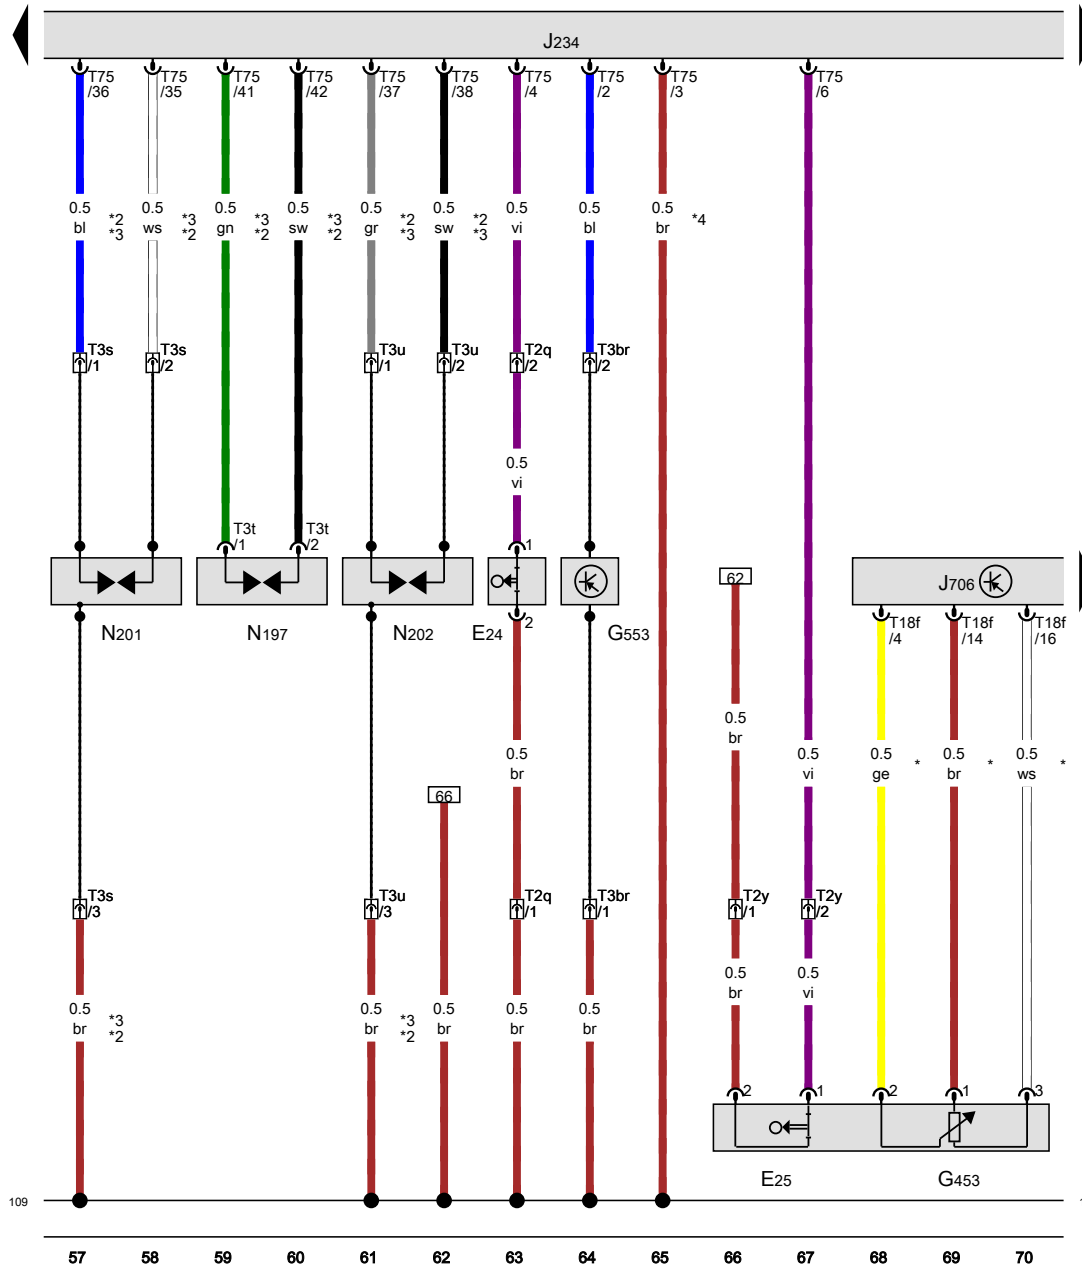 J234
T75 T75 T75 T75 T75 T75 T75 T75 T75 T75
/36 /35 /41 /42 /37 /38 /4 /2 /3 /6
0.5 0.5 0.5 0.5 0.5 0.5 0.5 0.5 0.5
*2 *3 *3 *3 *2 *2 *4
bl ws gn sw gr sw vi bl br
*3 *2 *2 *2 *3 *3
T3s T3s T3u T3u T2q T3br
/1 /2 /1 /2 /2 /2
0.5
vi
T3t T3t
/1 /2 1
62
J706
N201 N197 N202 E24 2 G553
T18f T18f T18f
/4 /14 /16
0.5
br
0.5 0.5 0.5 0.5 0.5
br vi ge * br * ws *
66
T3s T3u T2q T3br T2y T2y
/3 /3 /1 /1 /1 /2
0.5 0.5
br vi
0.5 0.5 0.5 0.5 0.5
*3 *3
br br br br br
*2 *2
2 1 2 1 3
E25 G453
109
57 58 59 60 61 62 63 64 65 66 67 68 69 70